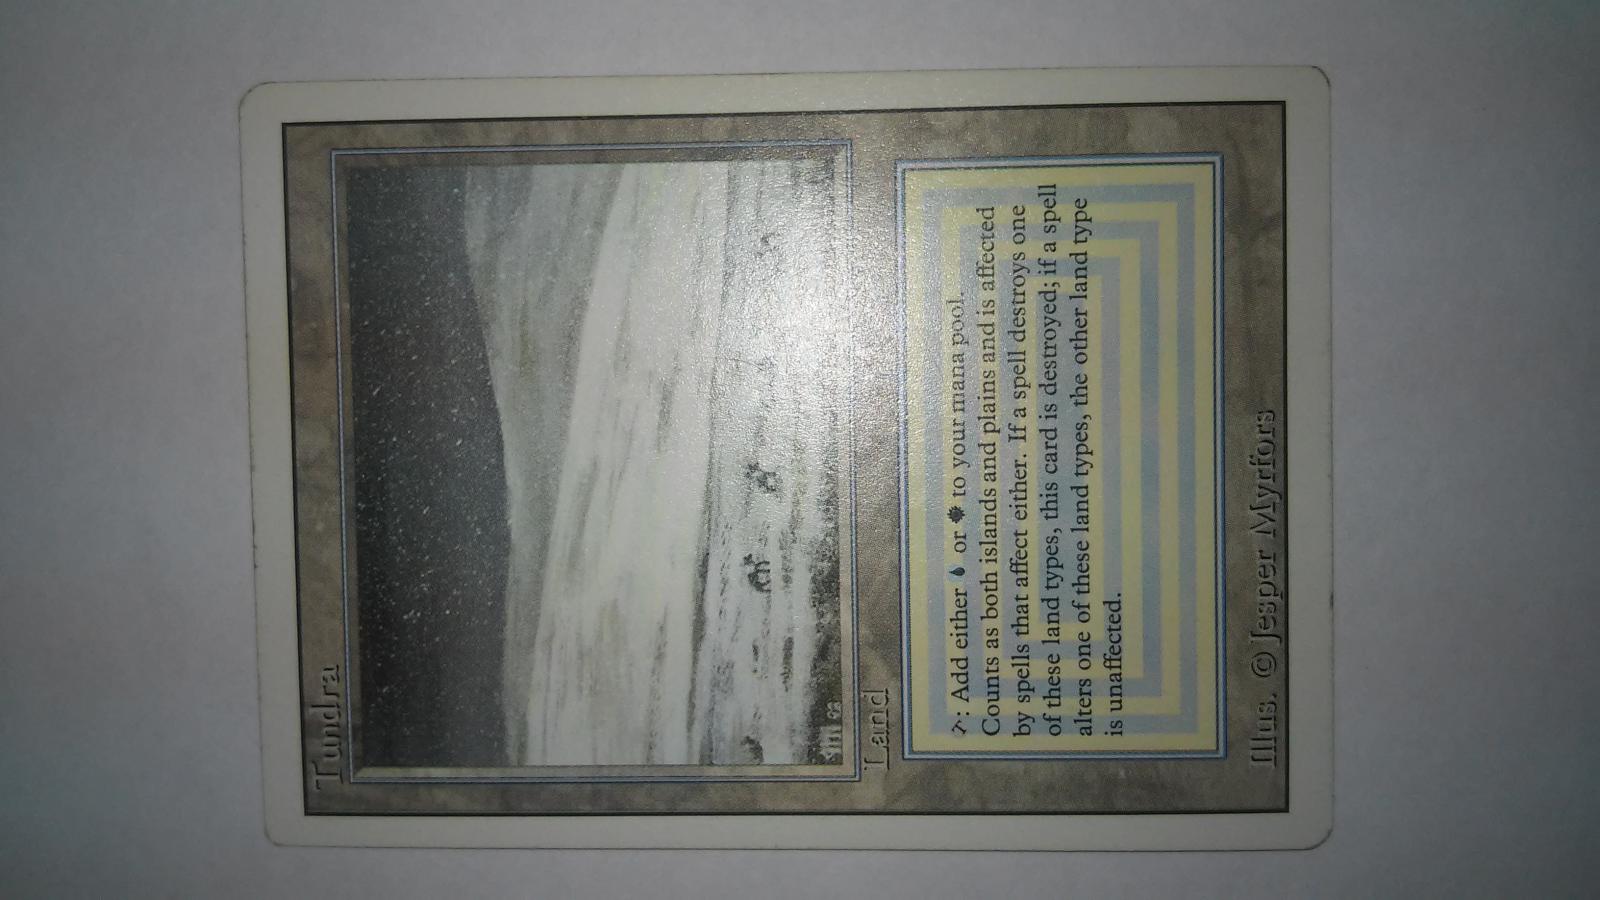 Tundra
Land
: Add either or to your mana pool.
Counts as both islands and plains and is affected
by spells that affect either. If a spell destroys one
of these land types, this card is destroyed; if a spell
alters one of these land types, the other land type
is unaffected.
Illus. © Jesper Myrfors